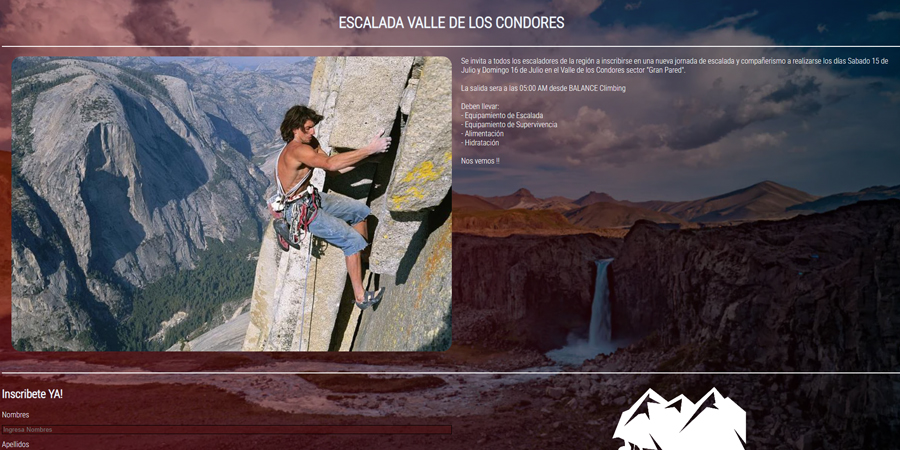 ESCALADA VALLE DE LOS CONDORES
Se invita a todos los escaladores de la región a inscribirse en una nueva jornada de escalada y compañerismo a realizarse los días Sabado 15 de
Julio y Domingo 16 de Julio en el Valle de los Condores sector "Gran Pared".
La salida sera a las 05:00 AM desde BALANCE Climbing
Deben llevar:
- Equipamiento de Escalada
- Equipamiento de Supervivencia
- Alimentación
- Hidratación
Nos vemos !!
Inscribete YA!
Nombres
Ingresa Nombres
Apellidos